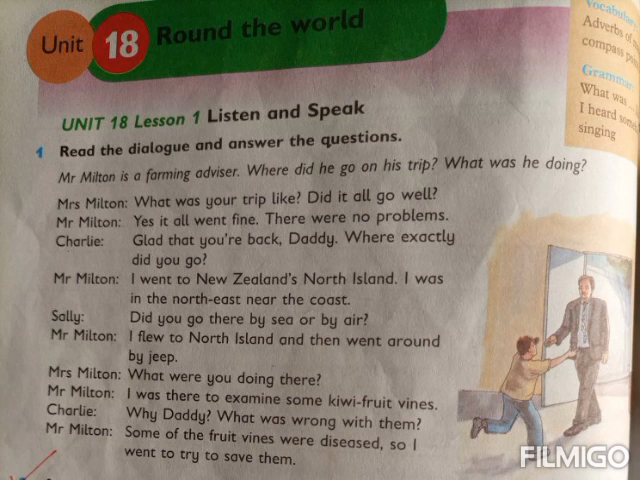 Unit 18 Round the world
Vocabulary
Adverbs of
compass
Grammar
What was
I heard
singing
UNIT 18 Lesson 1 Listen and Speak
1 Read the dialogue and answer the questions.
Mr Milton is a farming adviser. Where did he go on his trip? What was he doing?
Mrs Milton: What was your trip like? Did it all go well?
Mr Milton: Yes it all went fine. There were no problems.
Charlie: Glad that you're back, Daddy. Where exactly
did you go?
Mr Milton: I went to New Zealand's North Island. I was
in the north-east near the coast.
Sally: Did you go there by sea or by air?
Mr Milton: I flew to North Island and then went around
by jeep.
Mrs Milton: What were you doing there?
Mr Milton: I was there to examine some kiwi-fruit vines.
Charlie: Why Daddy? What was wrong with them?
Mr Milton: Some of the fruit vines were diseased, so I
went to try to save them.
FILMIGO